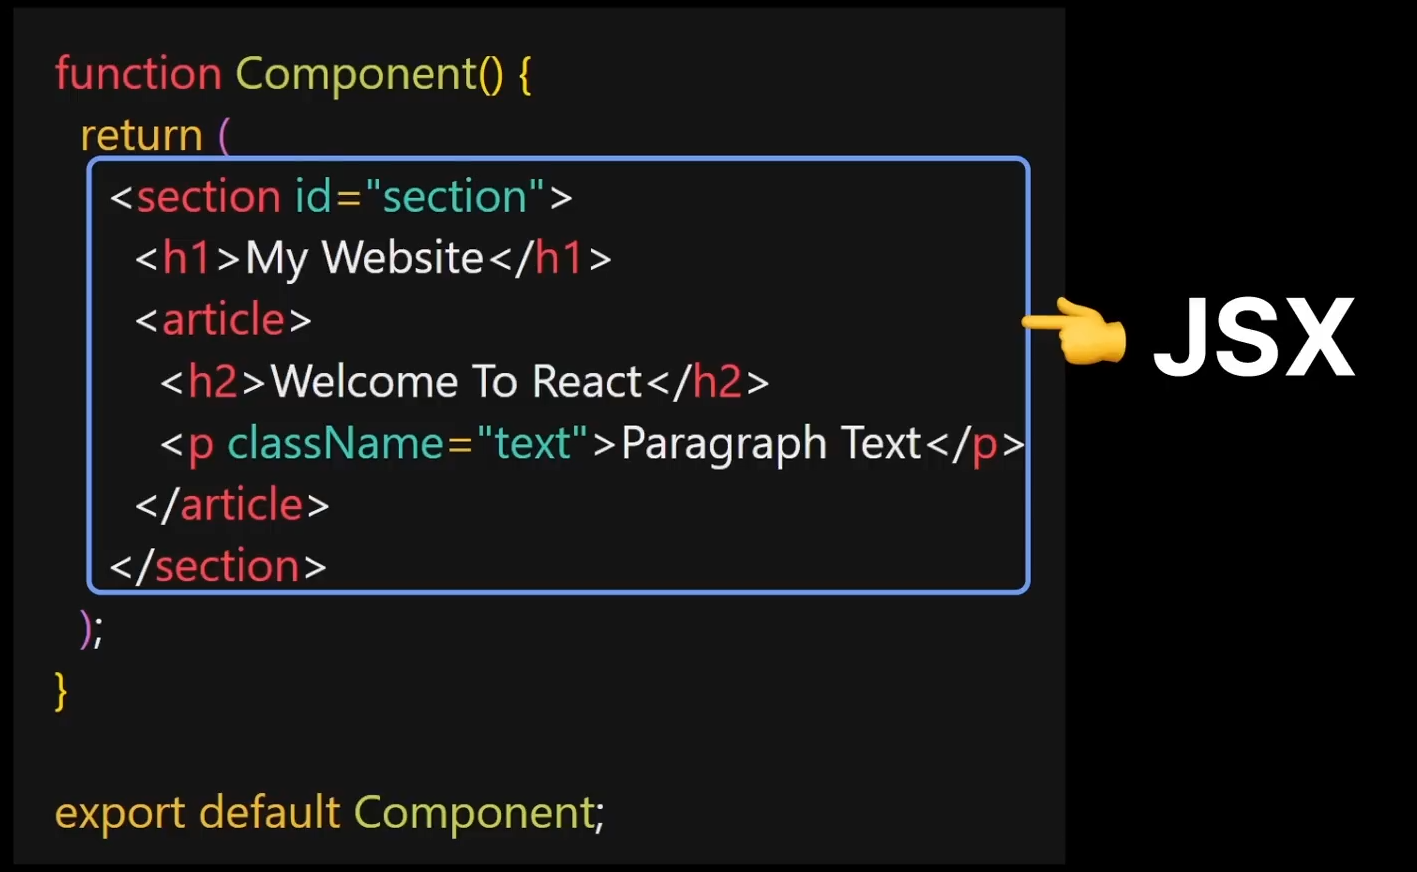 function Component() {
return (
<section id="section">
<h1>My Website</h1>
<article>
<h2>Welcome To React</h2>
<p className="text">Paragraph Text</p>
</article>
</section>
);
}
export default Component;
JSX